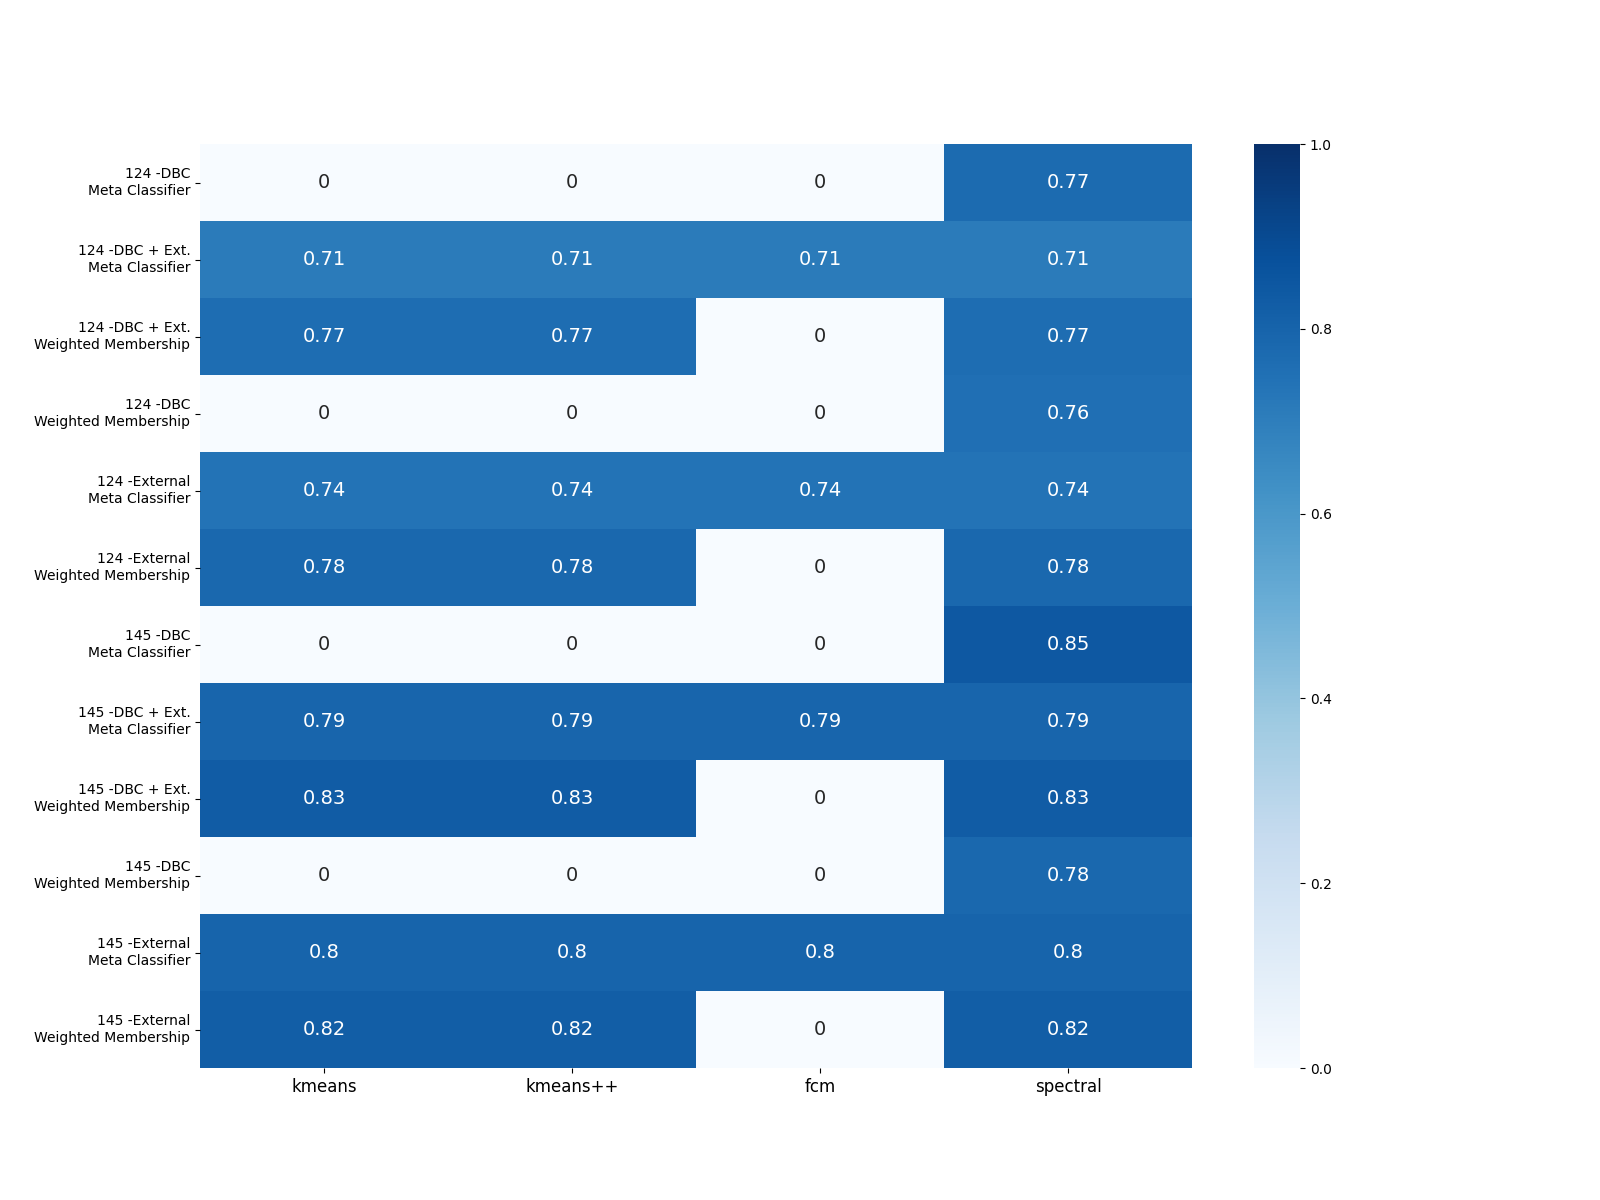 124 -DBC
Meta Classifier
0 0 0 0.77
124 -DBC + Ext.
Meta Classifier
0.71 0.71 0.71 0.71
124 -DBC + Ext.
Weighted Membership
0.77 0.77 0 0.77
124 -DBC
Weighted Membership
0 0 0 0.76
124 -External
Meta Classifier
0.74 0.74 0.74 0.74
124 -External
Weighted Membership
0.78 0.78 0 0.78
145 -DBC
Meta Classifier
0 0 0 0.85
145 -DBC + Ext.
Meta Classifier
0.79 0.79 0.79 0.79
145 -DBC + Ext.
Weighted Membership
0.83 0.83 0 0.83
145 -DBC
Weighted Membership
0 0 0 0.78
145 -External
Meta Classifier
0.8 0.8 0.8 0.8
145 -External
Weighted Membership
0.82 0.82 0 0.82
kmeans kmeans++ fcm spectral
1.0
0.8
0.6
0.4
0.2
0.0